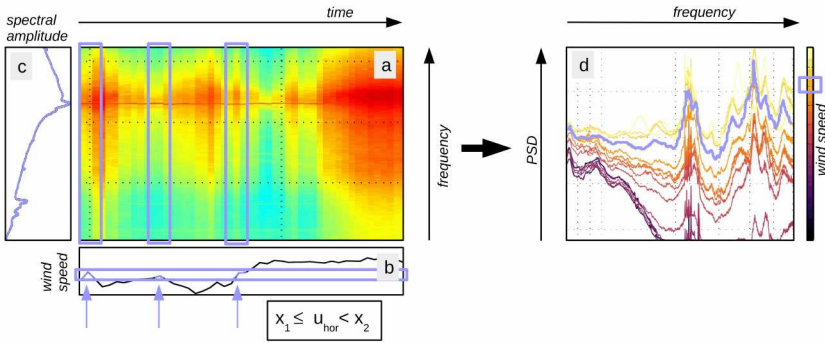 time
frequency
spectral
amplitude
c
a
d
frequency
PSD
wind speed
wind
speed
b
x1 ≤ uhor < x2